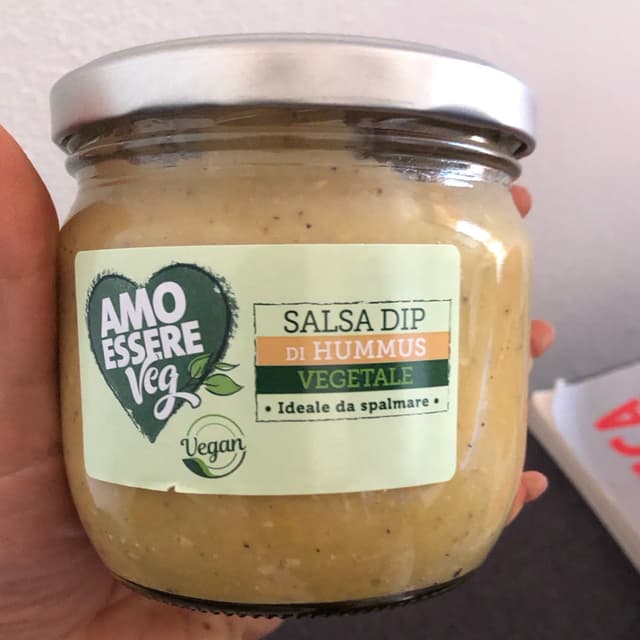 AMO
ESSERE
Veg
Vegan
SALSA DIP
DI HUMMUS
VEGETALE
• Ideale da spalmare •